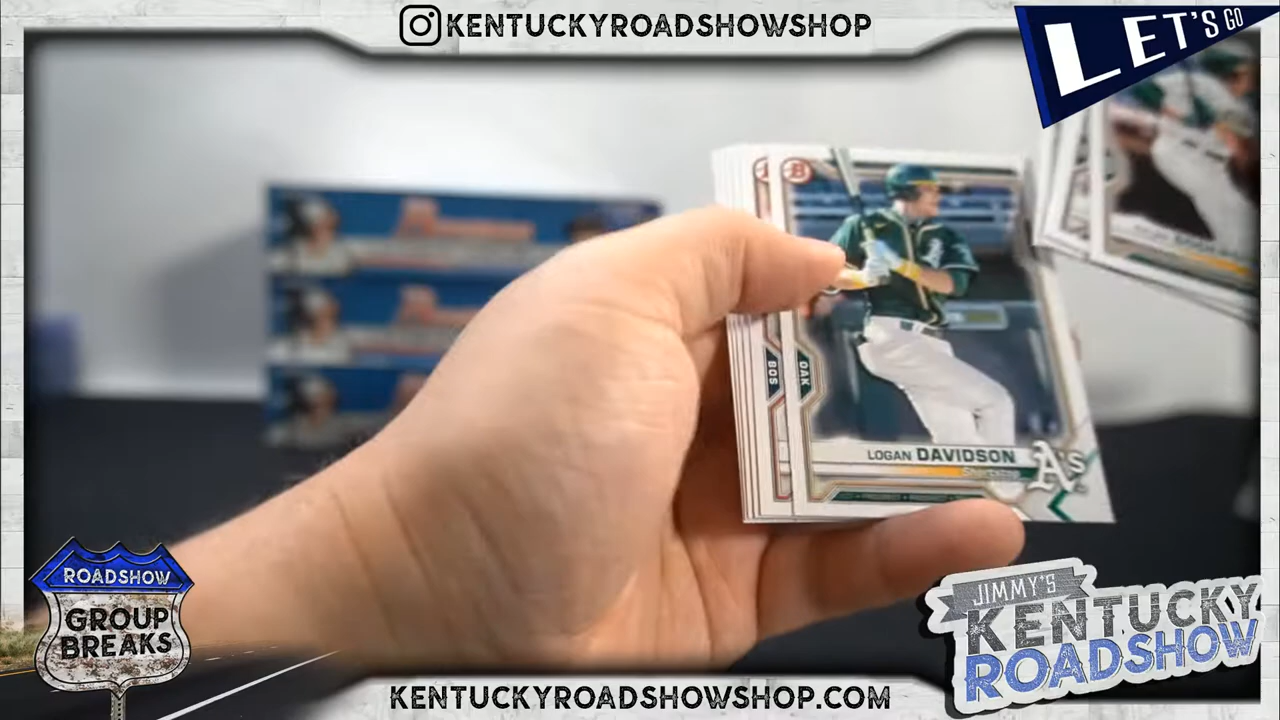 KENTUCKYROADSHOWSHOP
LET'S GO
B
BOS
OAK
LOGAN DAVIDSON
A's
ROADSHOW
GROUP
BREAKS
JIMMY'S
KENTUCKY
ROADSHOW
KENTUCKYROADSHOWSHOP.COM